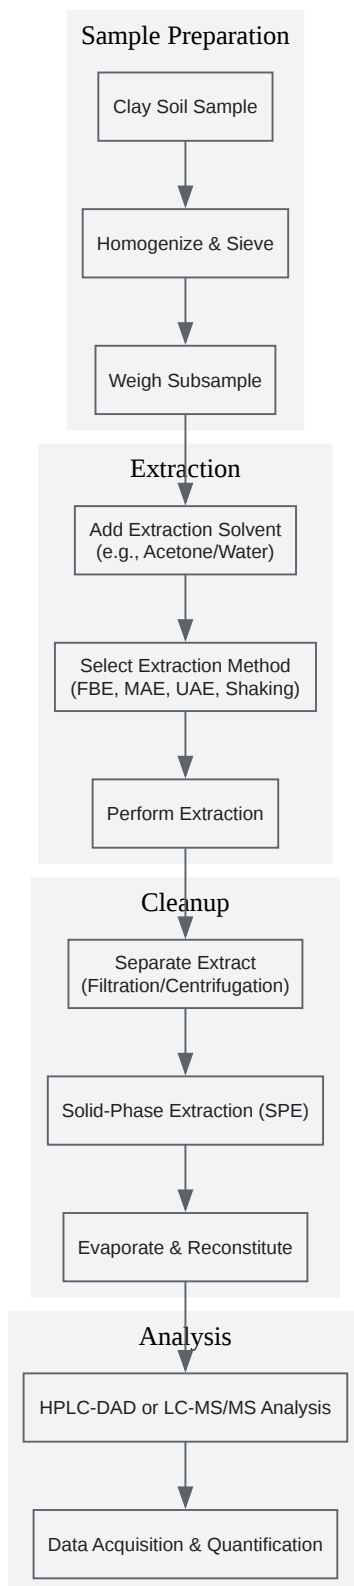 Sample Preparation
Clay Soil Sample
Homogenize & Sieve
Weigh Subsample
Extraction
Add Extraction Solvent
(e.g., Acetone/Water)
Select Extraction Method
(FBE, MAE, UAE, Shaking)
Perform Extraction
Cleanup
Separate Extract
(Filtration/Centrifugation)
Solid-Phase Extraction (SPE)
Evaporate & Reconstitute
Analysis
HPLC-DAD or LC-MS/MS Analysis
Data Acquisition & Quantification